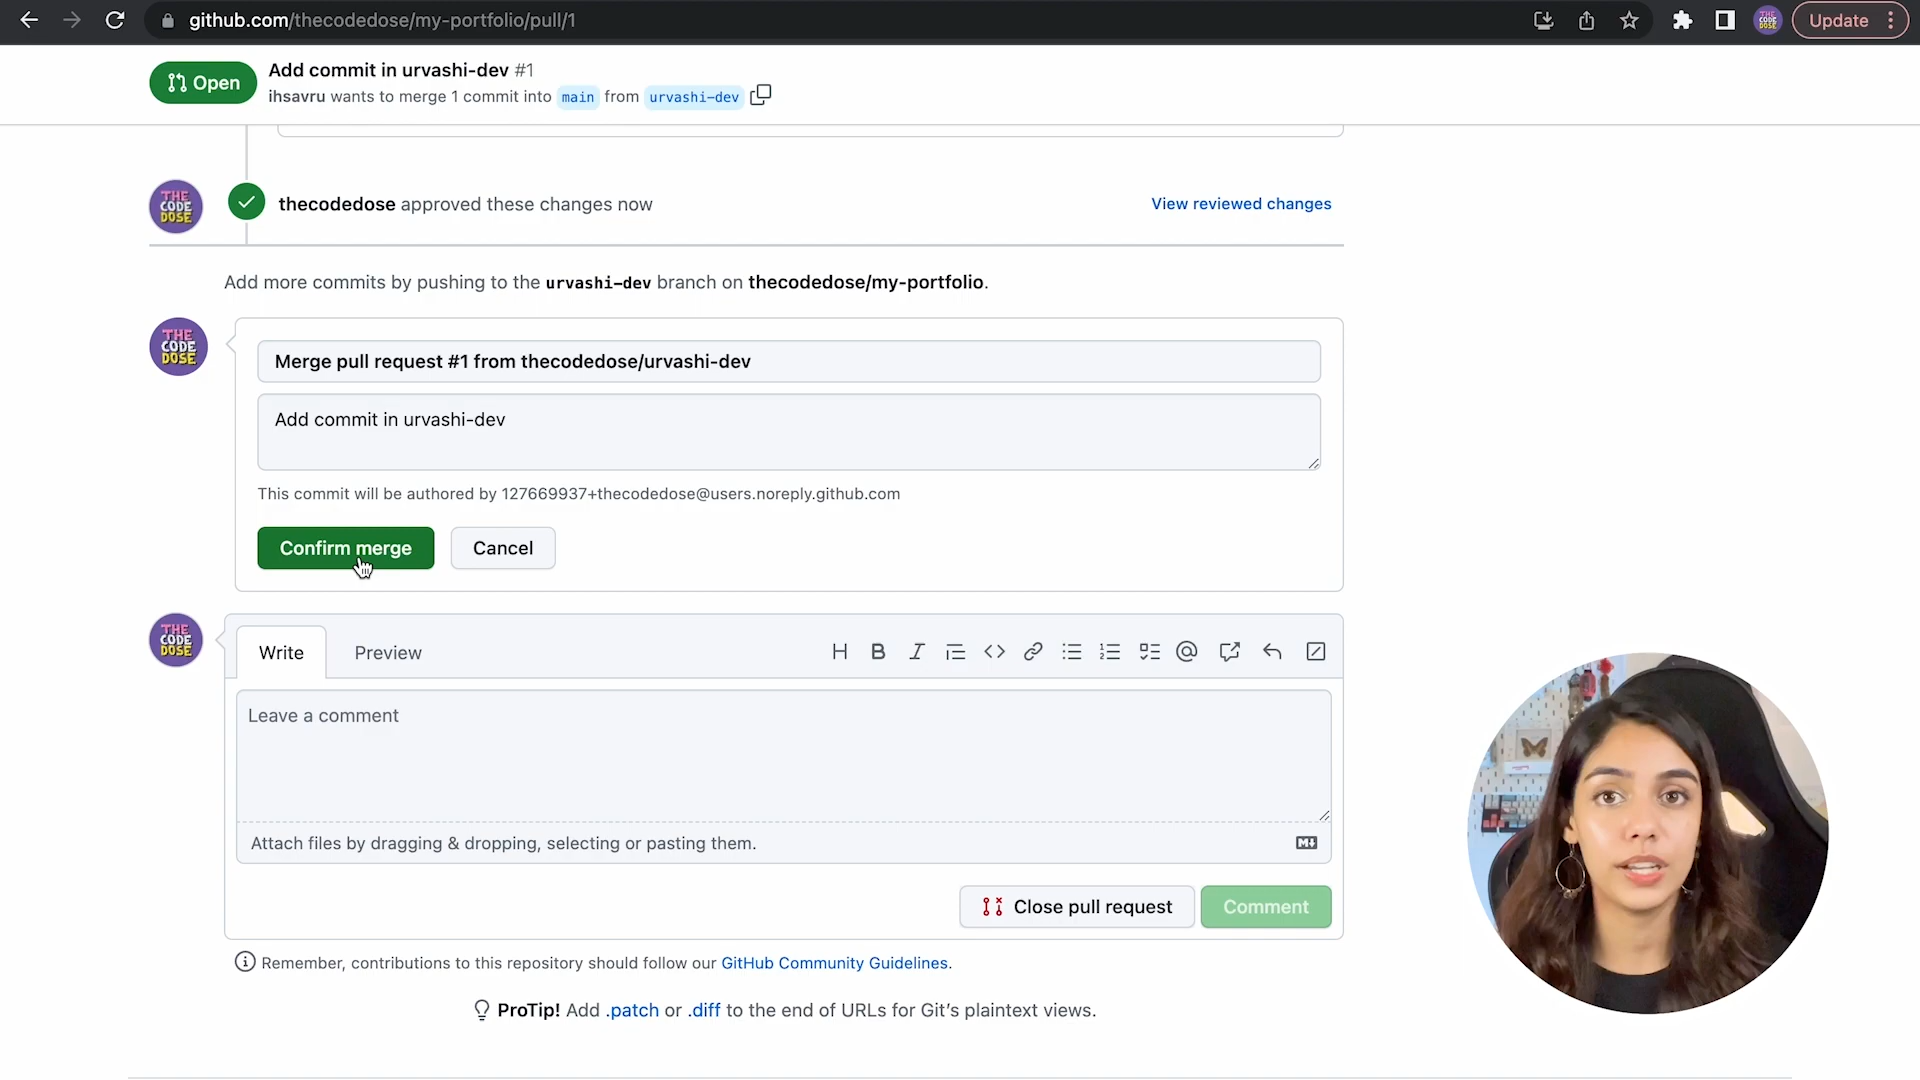 github.com/thecodedose/my-portfolio/pull/1
THE CODE DOSE
Update
Open
Add commit in urvashi-dev #1
ihsavru wants to merge 1 commit into main from urvashi-dev
THE
CODE
DOSE
thecodedose approved these changes now
View reviewed changes
Add more commits by pushing to the urvashi-dev branch on thecodedose/my-portfolio.
THE
CODE
DOSE
Merge pull request #1 from thecodedose/urvashi-dev
Add commit in urvashi-dev
This commit will be authored by 127669937+thecodedose@users.noreply.github.com
Confirm merge
Cancel
THE
CODE
DOSE
Write
Preview
H B I
Leave a comment
Attach files by dragging & dropping, selecting or pasting them.
Close pull request
Comment
Remember, contributions to this repository should follow our GitHub Community Guidelines.
ProTip! Add .patch or .diff to the end of URLs for Git’s plaintext views.